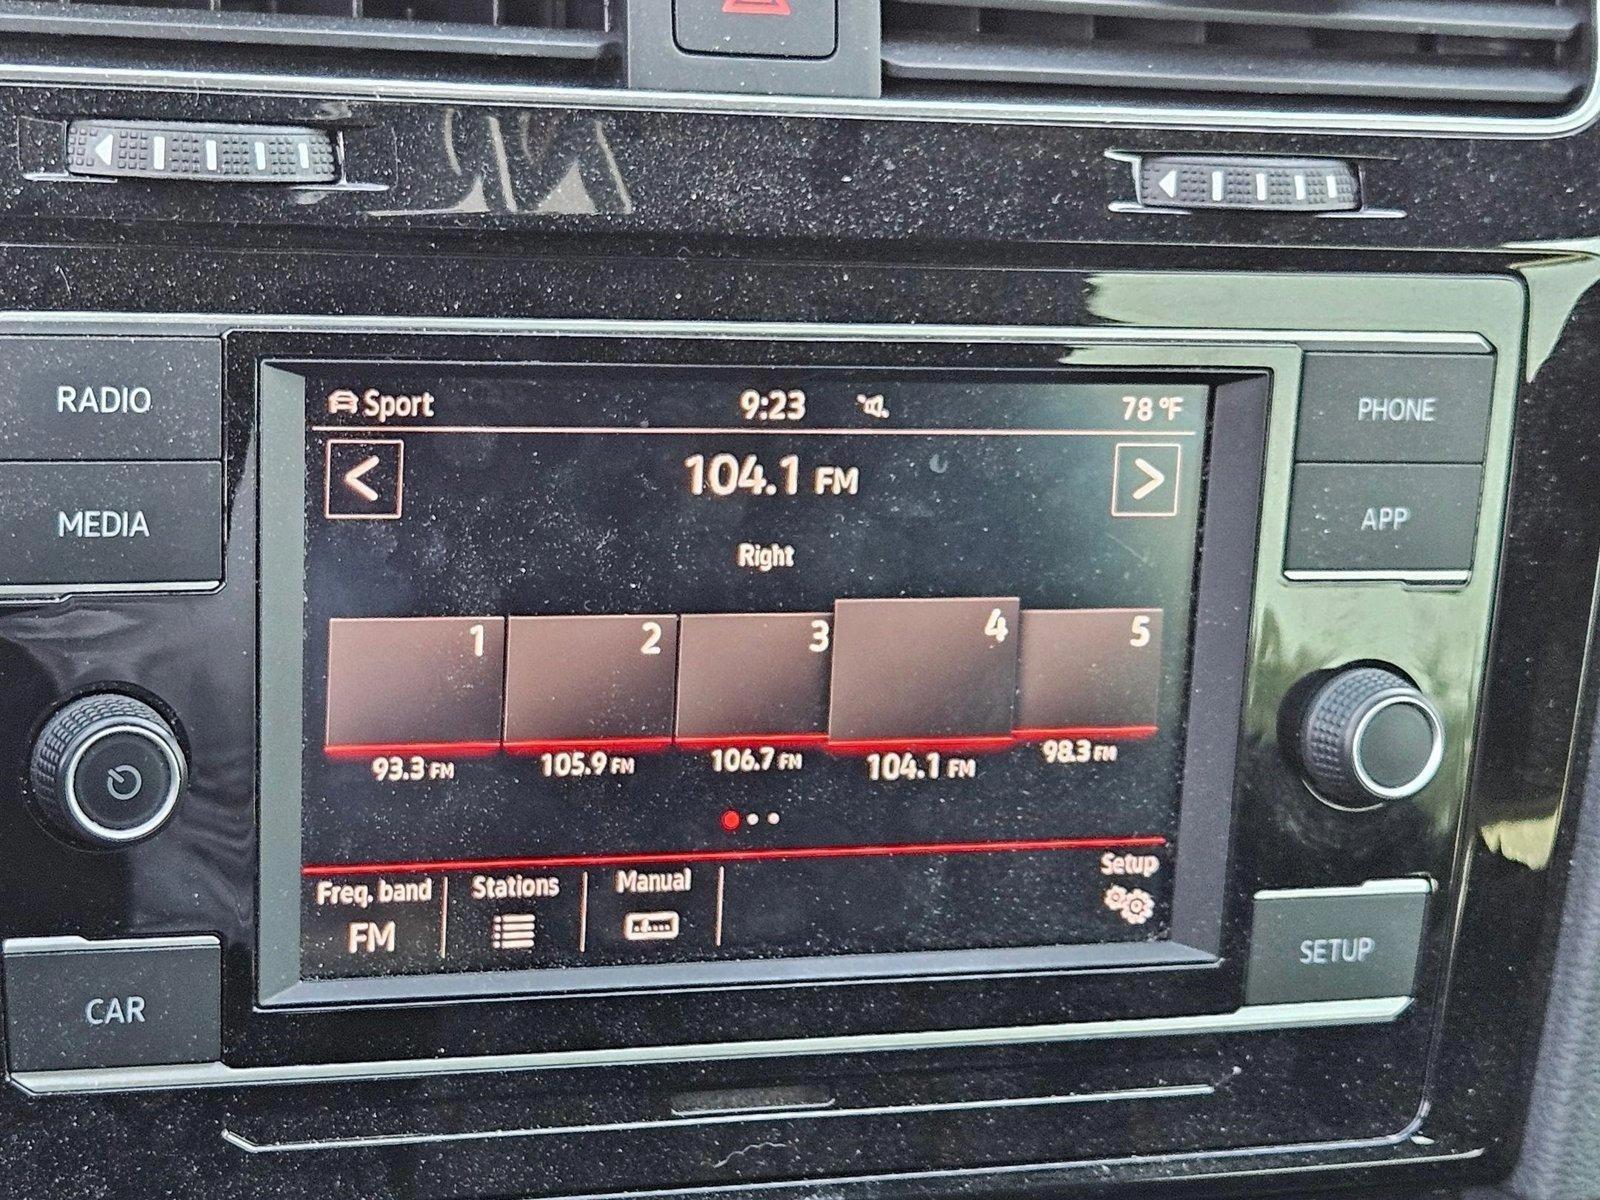 RADIO
MEDIA
CAR
Sport 9:23 78 °F
104.1 FM
Right
1 2 3 4 5
93.3 FM 105.9 FM 106.7 FM 104.1 FM 98.3 FM
Freq. band Stations Manual Setup
FM
PHONE
APP
SETUP